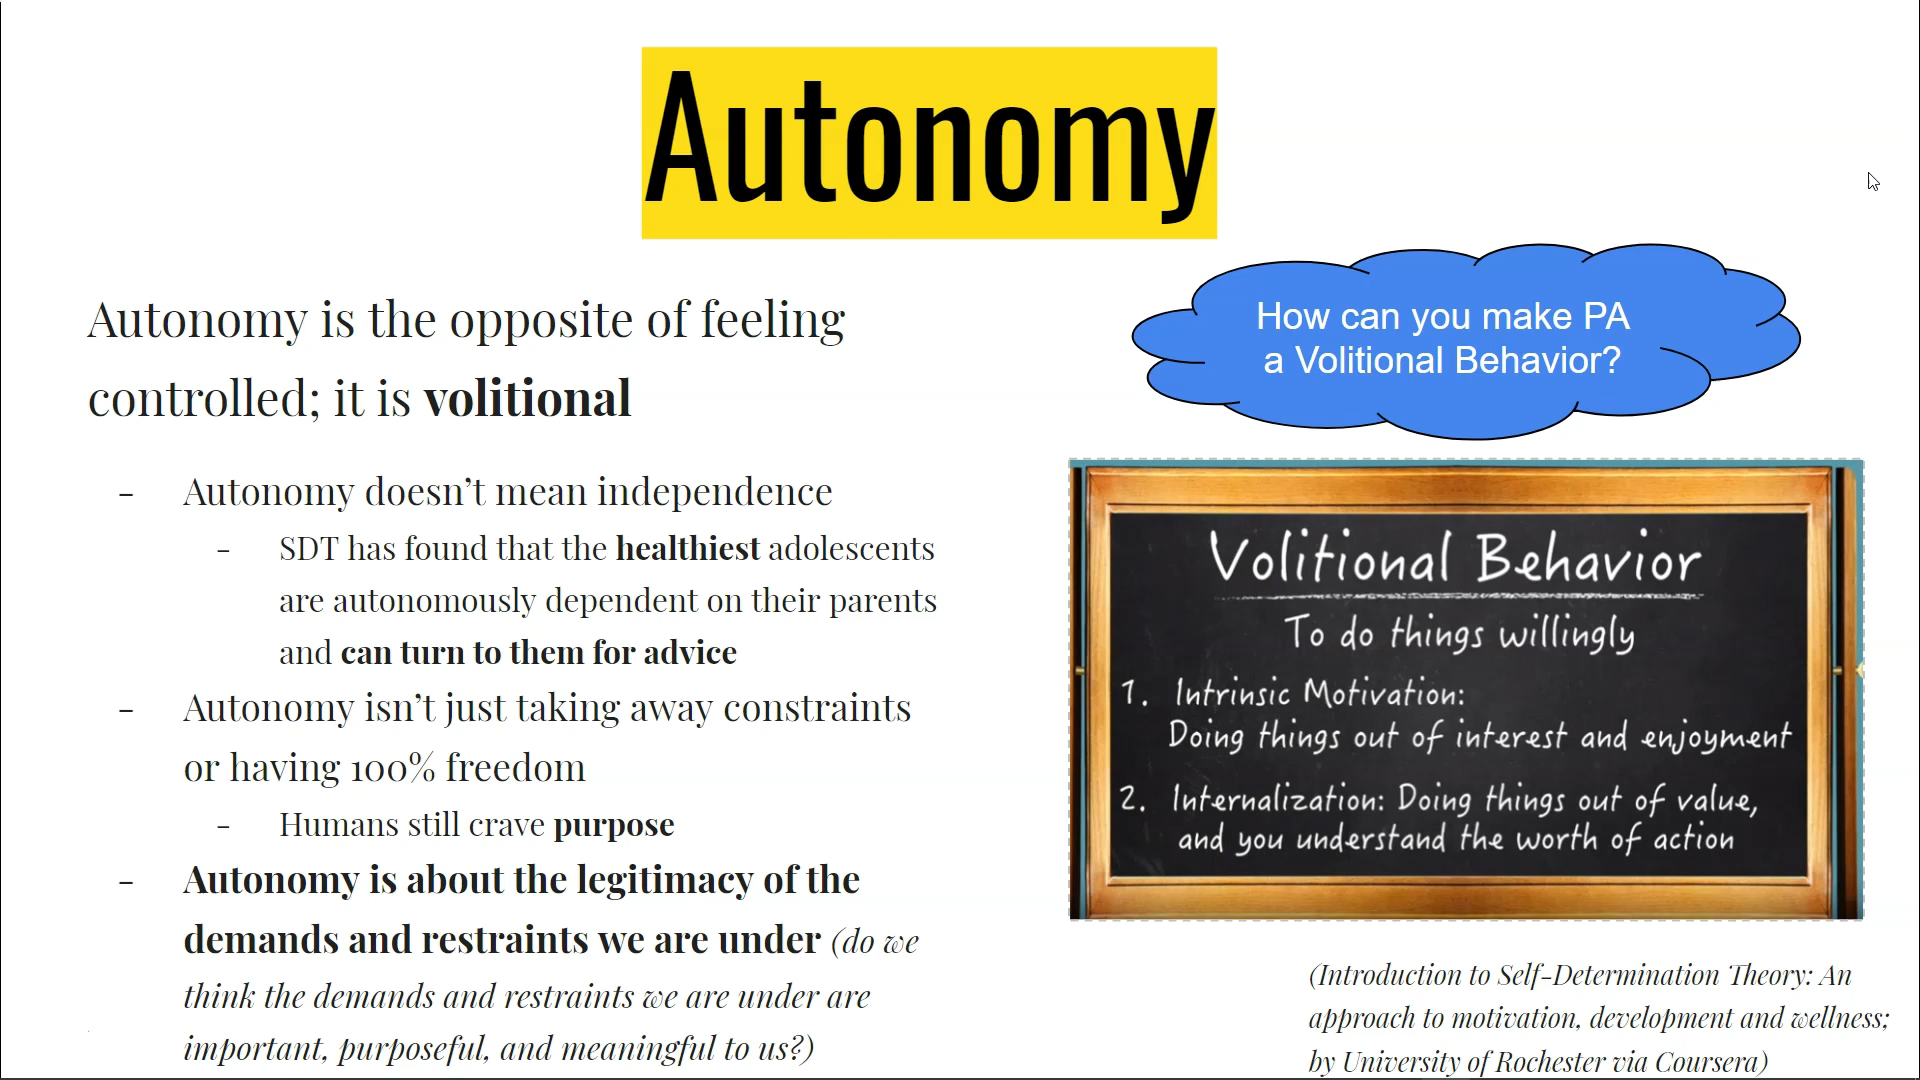 Autonomy
Autonomy is the opposite of feeling
controlled; it is volitional
- Autonomy doesn’t mean independence
- SDT has found that the healthiest adolescents
are autonomously dependent on their parents
and can turn to them for advice
- Autonomy isn’t just taking away constraints
or having 100% freedom
- Humans still crave purpose
- Autonomy is about the legitimacy of the
demands and restraints we are under (do we
think the demands and restraints we are under are
important, purposeful, and meaningful to us?)
How can you make PA
a Volitional Behavior?
Volitional Behavior
To do things willingly
1. Intrinsic Motivation:
Doing things out of interest and enjoyment
2. Internalization: Doing things out of value,
and you understand the worth of action
(Introduction to Self-Determination Theory: An
approach to motivation, development and wellness;
by University of Rochester via Coursera)